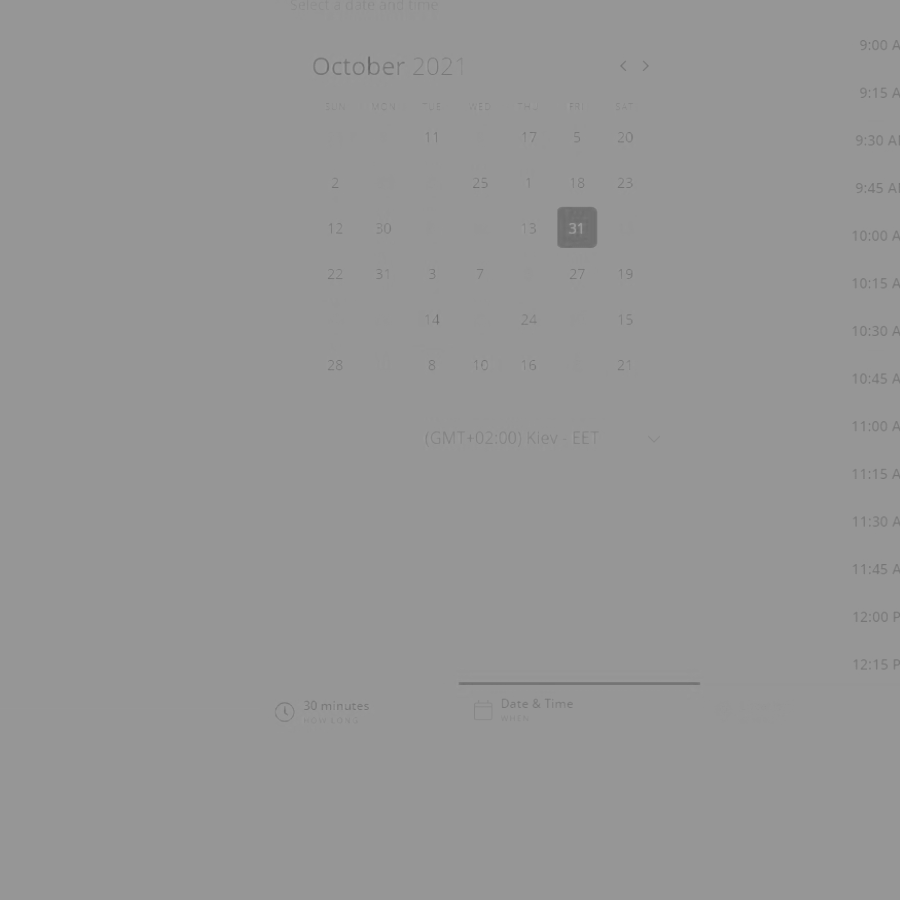 Select a date and time
October 2021
SUN MON TUE WED THU FRI SAT
11 17 5 20
2 25 1 18 23
12 30 13 31
22 31 3 7 27 19
14 24 15
28 8 10 16 21
(GMT+02:00) Kiev - EET
30 minutes
HOW LONG
Date & Time
WHEN
9:00 A
9:15 A
9:30 A
9:45 A
10:00 A
10:15 A
10:30 A
10:45 A
11:00 A
11:15 A
11:30 A
11:45 A
12:00 P
12:15 P